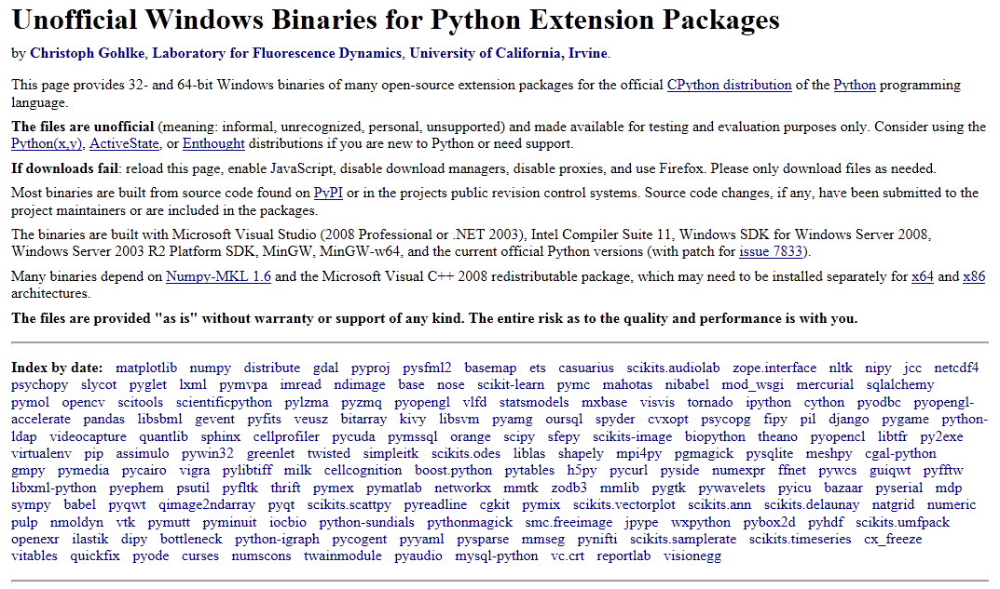 Unofficial Windows Binaries for Python Extension Packages
by Christoph Gohlke, Laboratory for Fluorescence Dynamics, University of California, Irvine.
This page provides 32- and 64-bit Windows binaries of many open-source extension packages for the official CPython distribution of the Python programming
language.
The files are unofficial (meaning: informal, unrecognized, personal, unsupported) and made available for testing and evaluation purposes only. Consider using the
Python(x,y), ActiveState, or Enthought distributions if you are new to Python or need support.
If downloads fail: reload this page, enable JavaScript, disable download managers, disable proxies, and use Firefox. Please only download files as needed.
Most binaries are built from source code found on PyPI or in the projects public revision control systems. Source code changes, if any, have been submitted to the
project maintainers or are included in the packages.
The binaries are built with Microsoft Visual Studio (2008 Professional or .NET 2003), Intel Compiler Suite 11, Windows SDK for Windows Server 2008,
Windows Server 2003 R2 Platform SDK, MinGW, MinGW-w64, and the current official Python versions (with patch for issue 7833).
Many binaries depend on Numpy-MKL 1.6 and the Microsoft Visual C++ 2008 redistributable package, which may need to be installed separately for x64 and x86
architectures.
The files are provided "as is" without warranty or support of any kind. The entire risk as to the quality and performance is with you.
Index by date: matplotlib numpy distribute gdal pyproj pysfml2 basemap ets casuarius scikits.audiolab zope.interface nltk nipy jcc netcdf4
psychopy slycot pyglet lxml pymvpa imread ndimage base nose scikit-learn pymc mahotas nibabel mod_wsgi mercurial sqlalchemy
pymol opencv scitools scientificpython pylzma pyzmq pyopengl vlfd statsmodels mxbase visvis tornado ipython cython pyodbc pyopengl-
accelerate pandas libsbml gevent pyfits veusz bitarray kivy libsvm pyamg oursql spyder cvxopt psycopg fipy pil django pygame python-
ldap videocapture quantlib sphinx cellprofiler pycuda pymssql orange scipy sfepy scikits-image biopython theano pyopencl libtfr py2exe
virtualenv pip assimulo pywin32 greenlet twisted simpleitk scikits.odes liblas shapely mpi4py pgmagick pysqlite meshpy cgal-python
gmpy pymedia pycairo vigra pylibtiff milk cellcognition boost.python pytables h5py pycurl pyside numexpr ffnet pywcs guiqwt pyfftw
libxml-python pyephem psutil pyfltk thrift pymex pymatlab networkx mmtk zodb3 mmlib pygtk pywavelets pyicu bazaar pyserial mdp
sympy babel pyqwt qimage2ndarray pyqt scikits.scattpy pyreadline cgkit pymix scikits.vectorplot scikits.ann scikits.delaunay natgrid numeric
pulp nmoldyn vtk pymutt pyminuit iocbio python-sundials pythonmagick smc.freeimage jpype wxpython pybox2d pyhdf scikits.umfpack
openexr ilastik dipy bottleneck python-igraph pycogent pyyaml pysparse mmseg pynifti scikits.samplerate scikits.timeseries cx_freeze
vitables quickfix pyode curses numscons twainmodule pyaudio mysql-python vc.crt reportlab visionegg